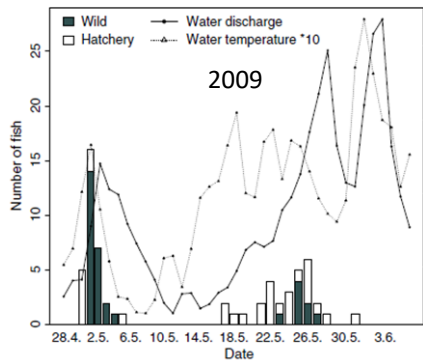 Wild
Water discharge
Hatchery
Water temperature *10
2009
Number of fish
25
20
15
10
5
0
28.4. 2.5. 6.5. 10.5. 14.5. 18.5. 22.5. 26.5. 30.5. 3.6.
Date